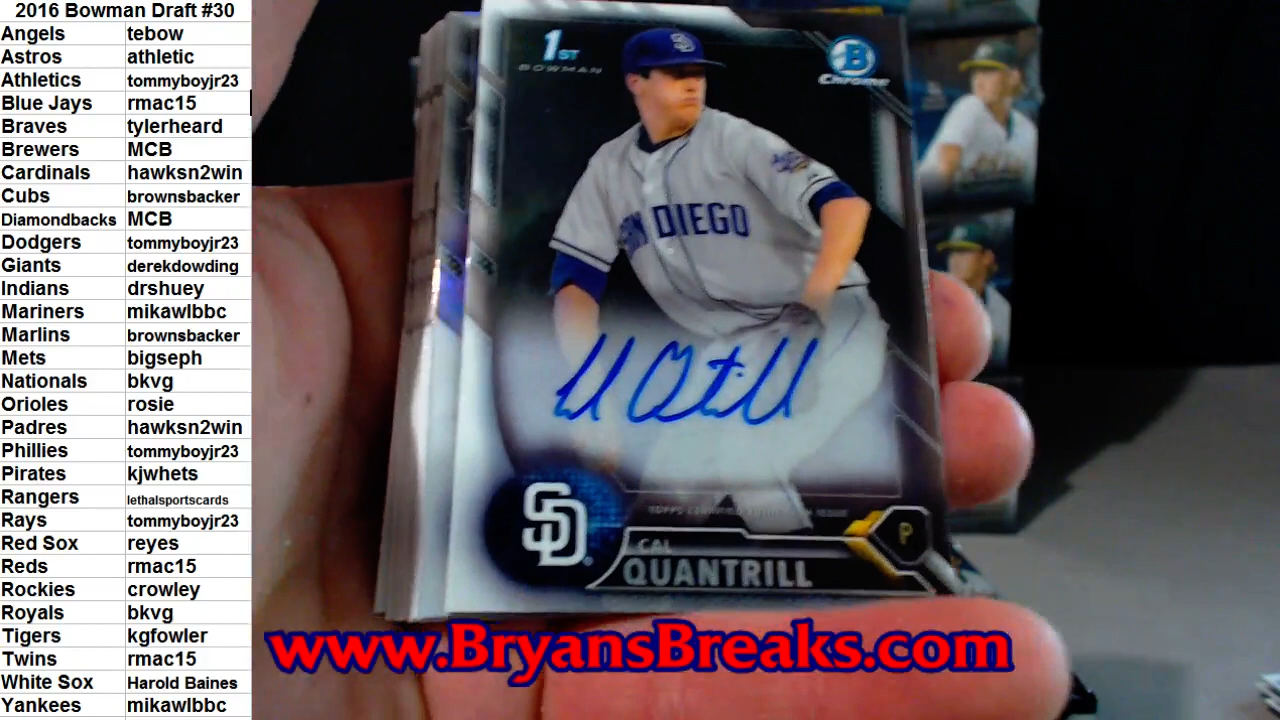 2016 Bowman Draft #30
Angels tebow
Astros athletic
Athletics tommyboyjr23
Blue Jays rmac15
Braves tylerheard
Brewers MCB
Cardinals hawksn2win
Cubs brownsbacker
Diamondbacks MCB
Dodgers tommyboyjr23
Giants derekdowding
Indians drshuey
Mariners mikawlbbc
Marlins brownsbacker
Mets bigseph
Nationals bkvg
Orioles rosie
Padres hawksn2win
Phillies tommyboyjr23
Pirates kjwhets
Rangers lethalsportscards
Rays tommyboyjr23
Red Sox reyes
Reds rmac15
Rockies crowley
Royals bkvg
Tigers kgfowler
Twins rmac15
White Sox Harold Baines
Yankees mikawlbbc
1ST
BOWMAN
B
Chrome
SD
SAN DIEGO
SD
P
CAL
QUANTRILL
www.BryansBreaks.com